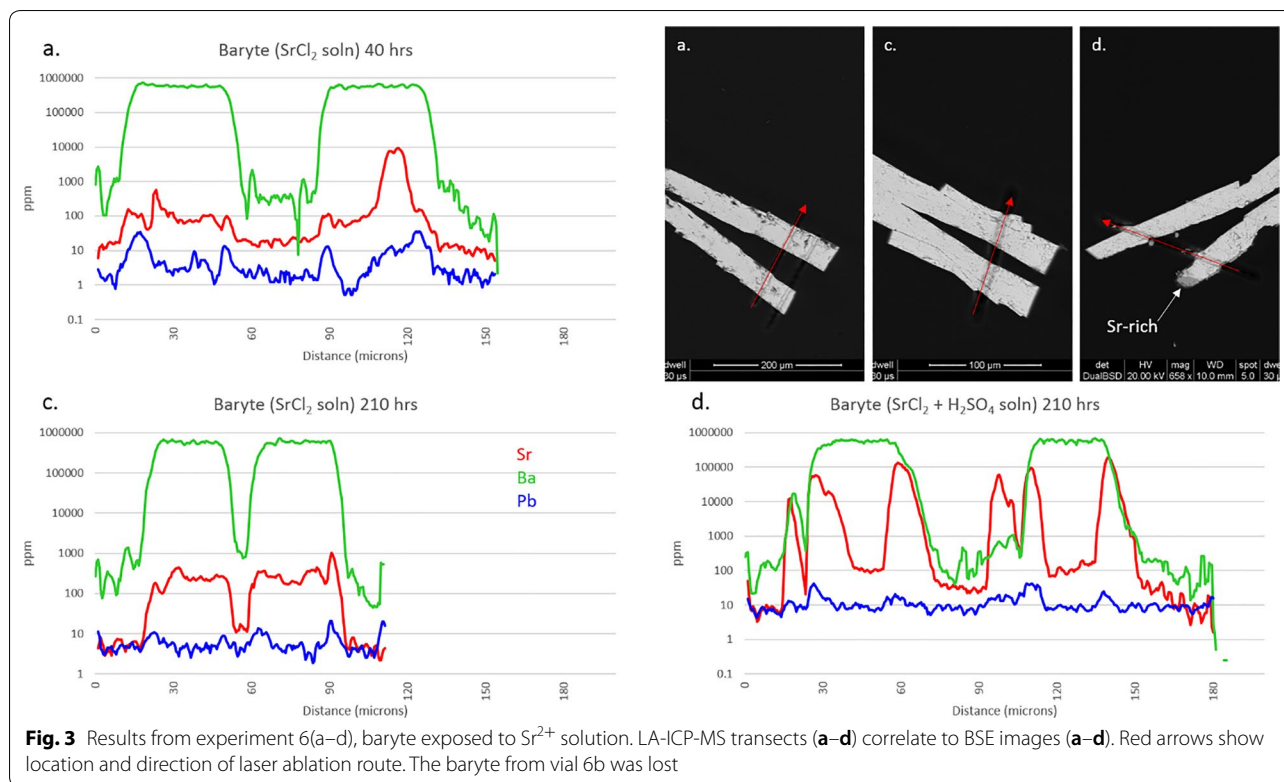 a.
Baryte (SrCl₂ soln) 40 hrs
1000000
100000
10000
1000
100
10
1
0.1
ppm
0 30 60 90 120 150 180
Distance (microns)
a.
dwell
30 µs
200 µm
c.
dwell
30 µs
100 µm
d.
Sr-rich
det HV mag WD spot dwe
DualBSD 20.00 kV 658 x 10.0 mm 5.0 30 µ
c.
Baryte (SrCl₂ soln) 210 hrs
1000000
100000
10000
1000
100
10
1
ppm
0 30 60 90 120 150 180
Distance (microns)
Sr
Ba
Pb
d.
Baryte (SrCl₂ + H₂SO₄ soln) 210 hrs
1000000
100000
10000
1000
100
10
1
0.1
ppm
0 30 60 90 120 150 180
Distance (microns)
Fig. 3 Results from experiment 6(a–d), baryte exposed to Sr²⁺ solution. LA-ICP-MS transects (a–d) correlate to BSE images (a–d). Red arrows show
location and direction of laser ablation route. The baryte from vial 6b was lost